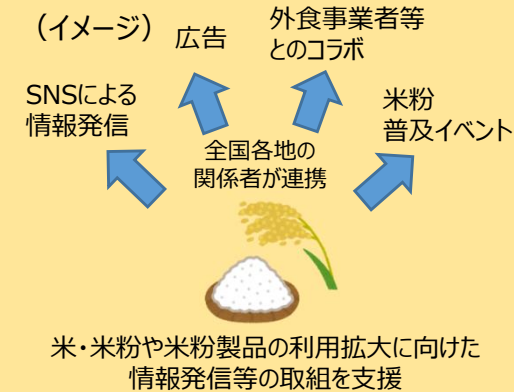 （イメージ）
広告
外食事業者等
とのコラボ
SNSによる
情報発信
米粉
普及イベント
全国各地の
関係者が連携
米・米粉や米粉製品の利用拡大に向けた
情報発信等の取組を支援